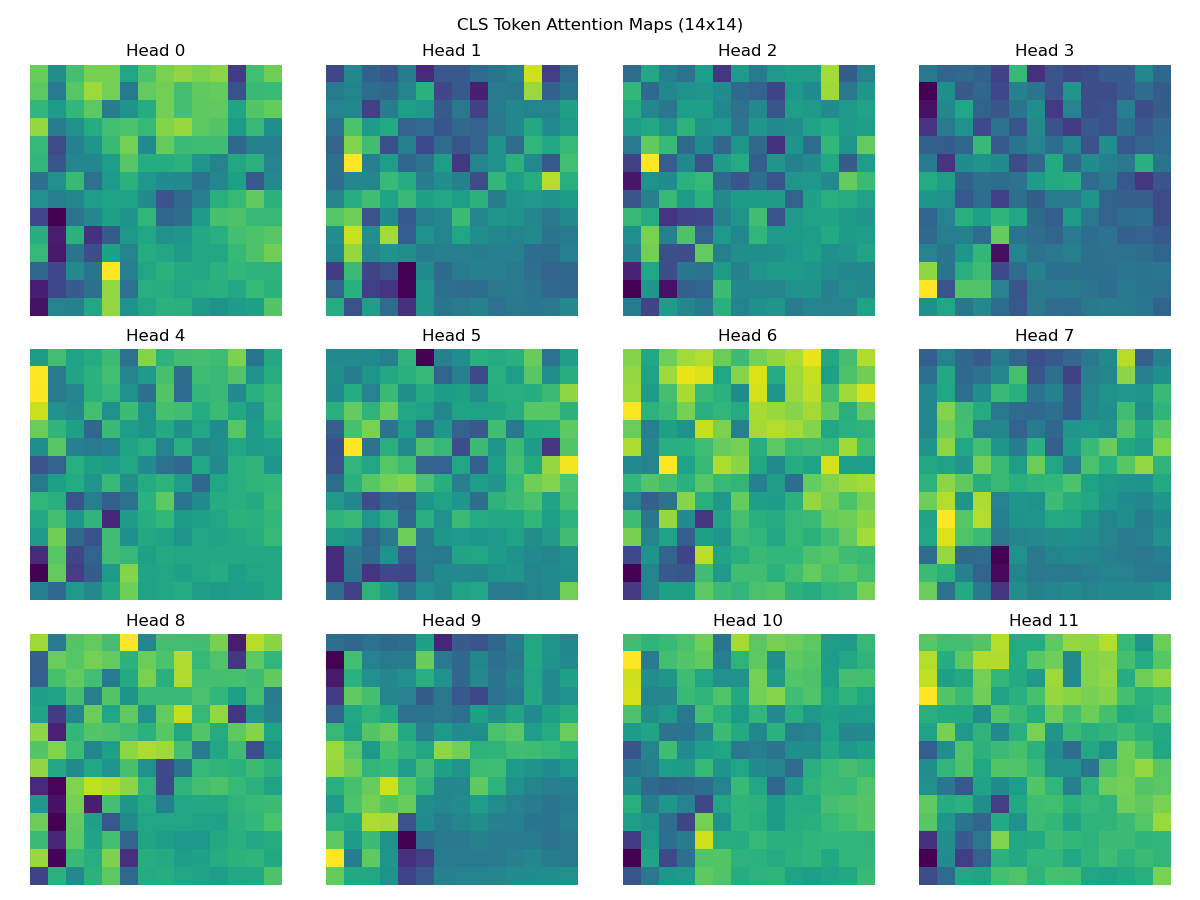 CLS Token Attention Maps (14x14)
Head 0
Head 1
Head 2
Head 3
Head 4
Head 5
Head 6
Head 7
Head 8
Head 9
Head 10
Head 11